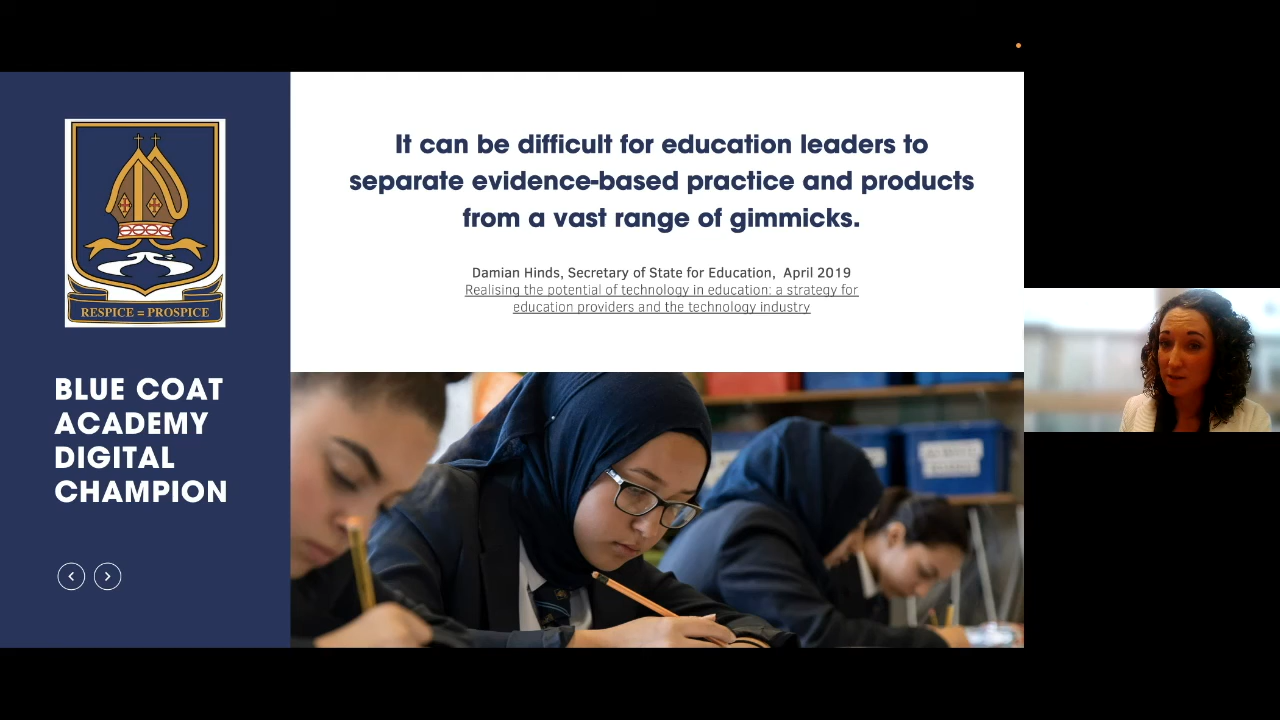 RESPICE = PROSPICE
BLUE COAT
ACADEMY
DIGITAL
CHAMPION
It can be difficult for education leaders to
separate evidence-based practice and products
from a vast range of gimmicks.
Damian Hinds, Secretary of State for Education, April 2019
Realising the potential of technology in education: a strategy for
education providers and the technology industry